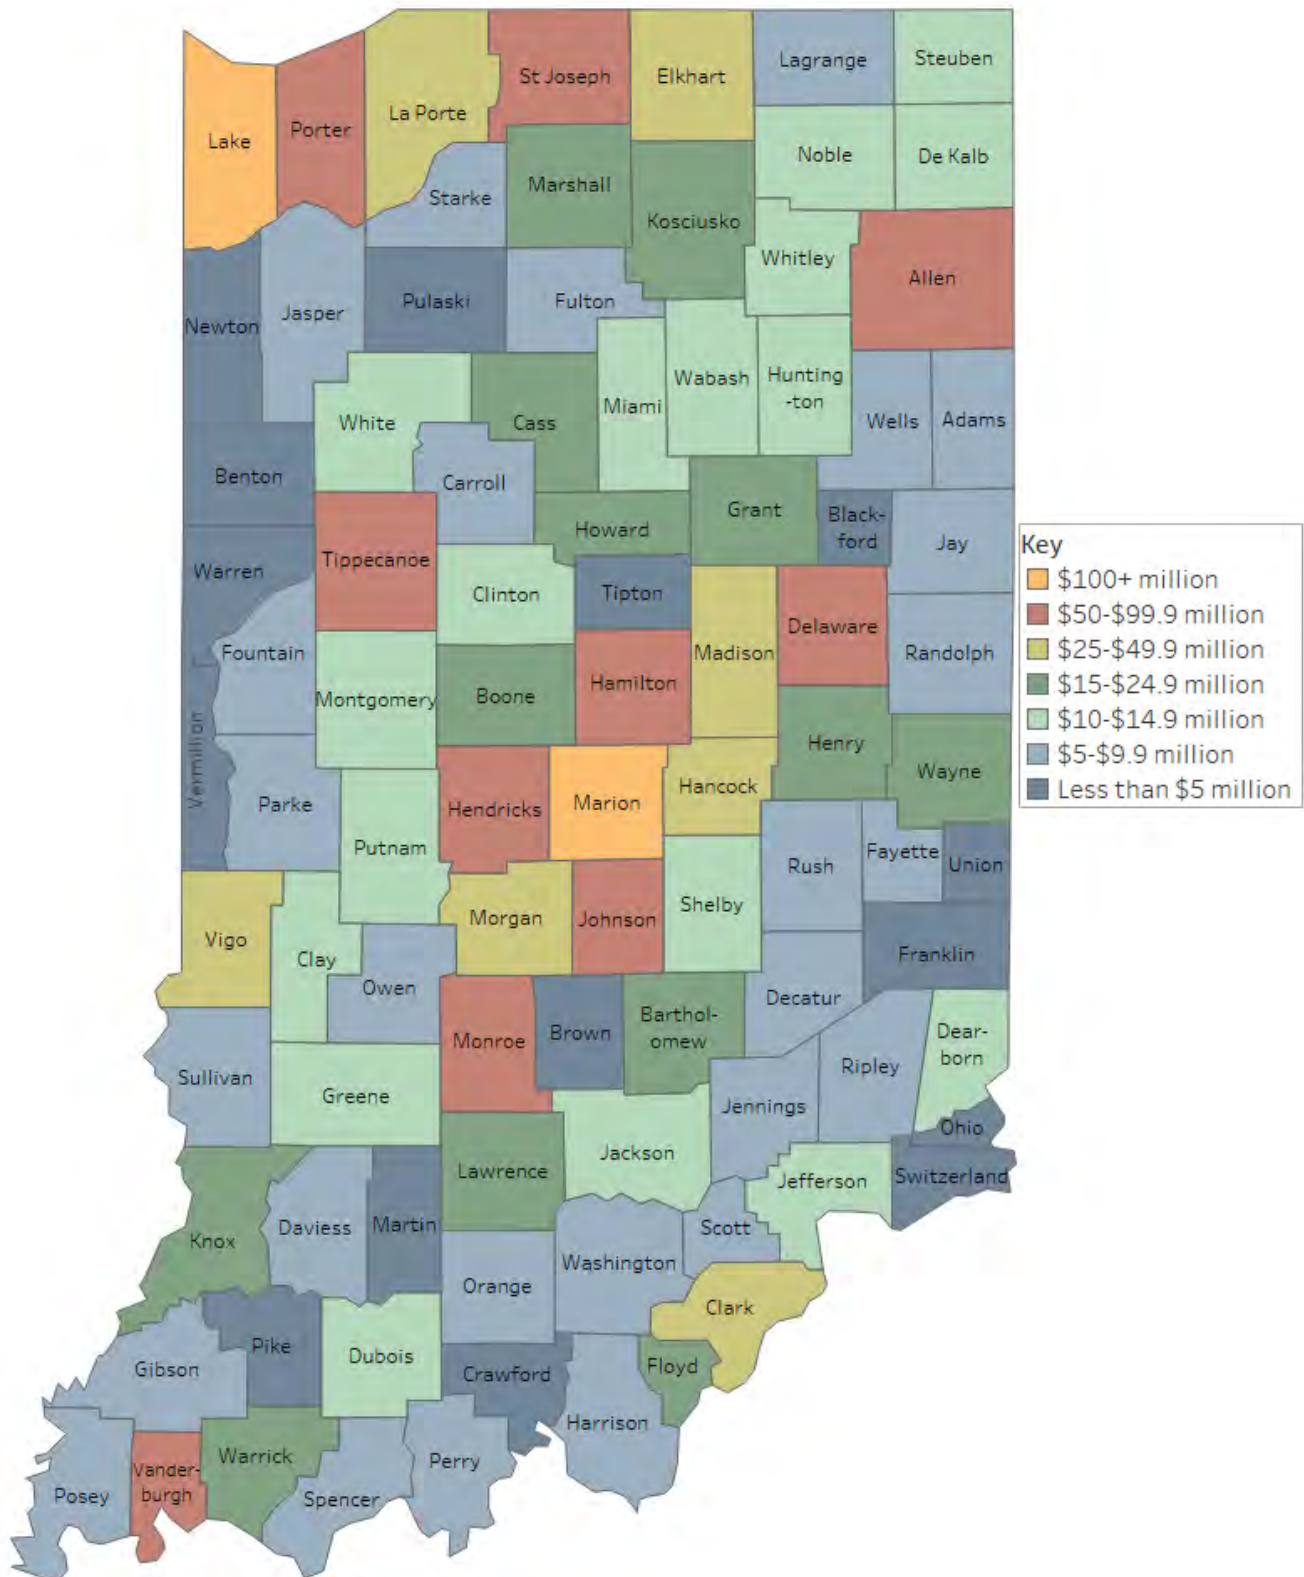 Lagrange
Steuben
St Joseph
Elkhart
La Porte
Porter
Lake
Noble
De Kalb
Marshall
Starke
Kosciusko
Whitley
Allen
Pulaski
Fulton
Jasper
Newton
Wabash
Hunting
-ton
Miami
White
Cass
Wells
Adams
Benton
Carroll
Grant
Black-
ford
Howard
Jay
Tippecanoe
Warren
Clinton
Tipton
Delaware
Madison
Randolph
Fountain
Hamilton
Montgomery
Boone
Henry
Wayne
Vermillion
Hancock
Parke
Hendricks
Marion
Putnam
Rush
Fayette
Union
Shelby
Morgan
Johnson
Vigo
Clay
Franklin
Owen
Decatur
Monroe
Brown
Barthol-
omew
Dear-
born
Ripley
Sullivan
Greene
Jennings
Ohio
Jackson
Lawrence
Jefferson
Switzerland
Daviess
Martin
Scott
Knox
Washington
Orange
Clark
Pike
Dubois
Gibson
Crawford
Floyd
Harrison
Warrick
Perry
Vander-
burgh
Posey
Spencer
Key
$100+ million
$50-$99.9 million
$25-$49.9 million
$15-$24.9 million
$10-$14.9 million
$5-$9.9 million
Less than $5 million